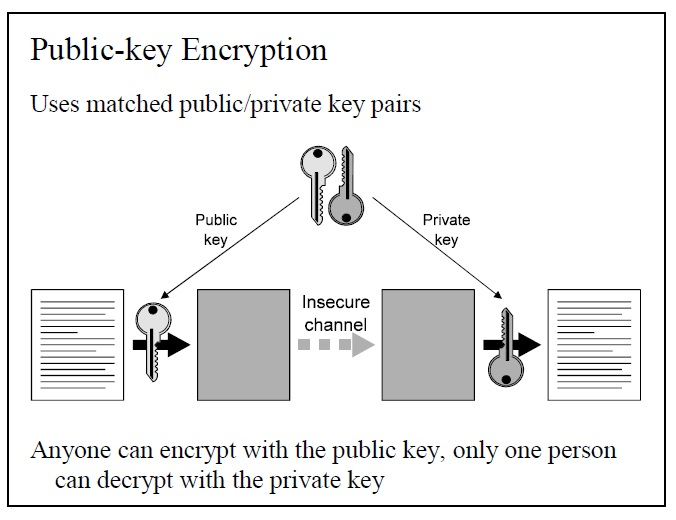 Public-key Encryption
Uses matched public/private key pairs
Public
key
Private
key
Insecure
channel
Anyone can encrypt with the public key, only one person
can decrypt with the private key